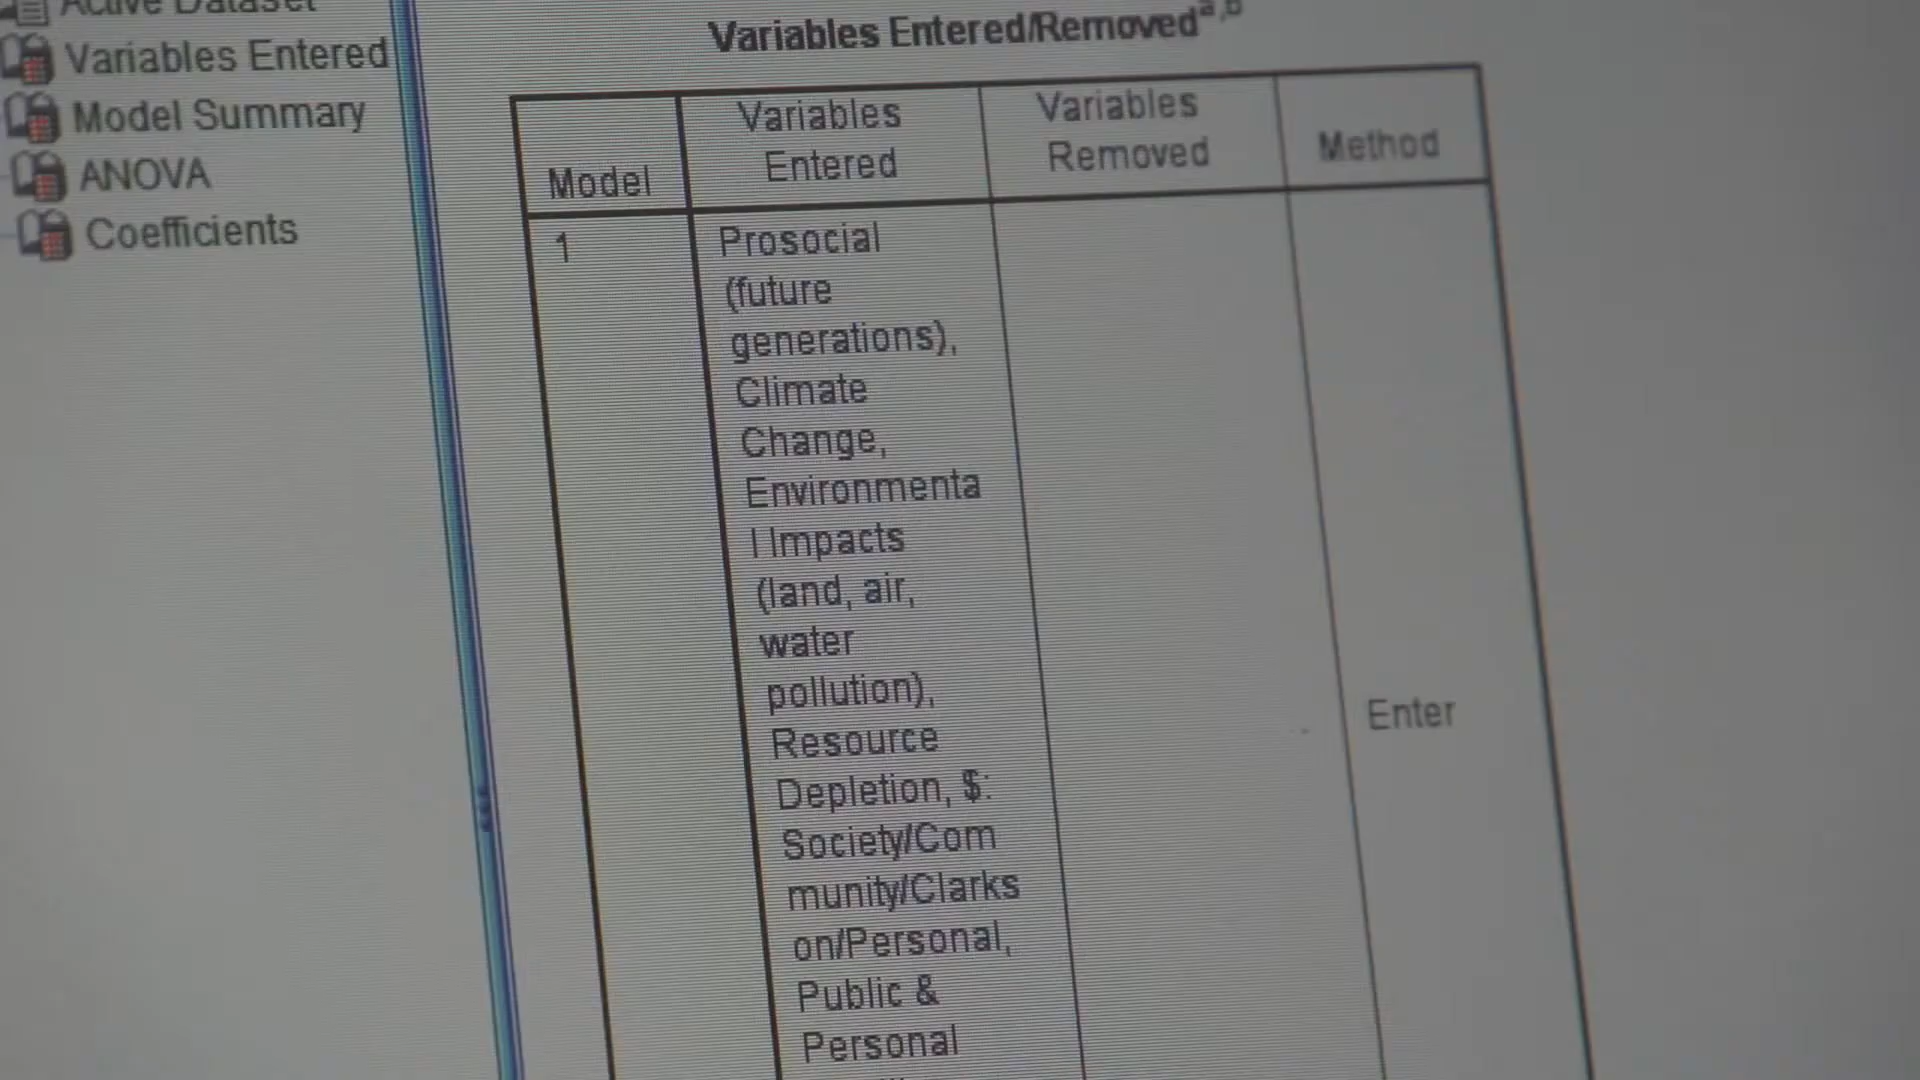 Active Dataset
Variables Entered
Model Summary
ANOVA
Coefficients
Variables Entered/Removed a,b
Model
Variables
Entered
Variables
Removed
Method
1
Prosocial
(future
generations),
Climate
Change,
Environmenta
l Impacts
(land, air,
water
pollution),
Resource
Depletion, $:
Society/Com
munity/Clarks
on/Personal,
Public &
Personal
Enter